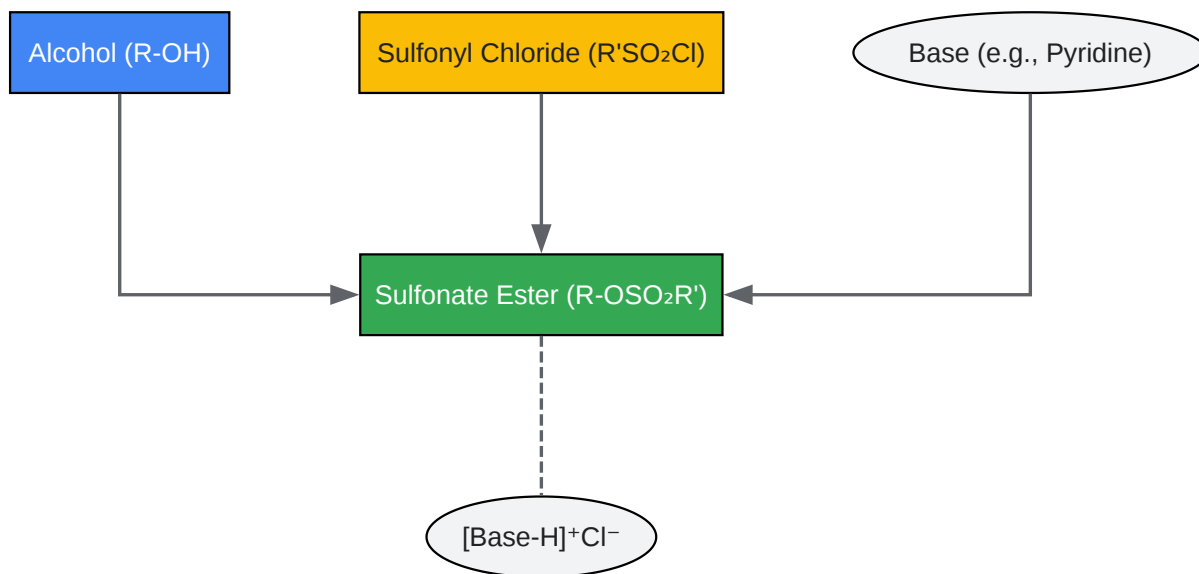 Alcohol (R-OH)
Sulfonyl Chloride (R'SO₂Cl)
Base (e.g., Pyridine)
Sulfonate Ester (R-OSO₂R')
[Base-H]⁺Cl⁻